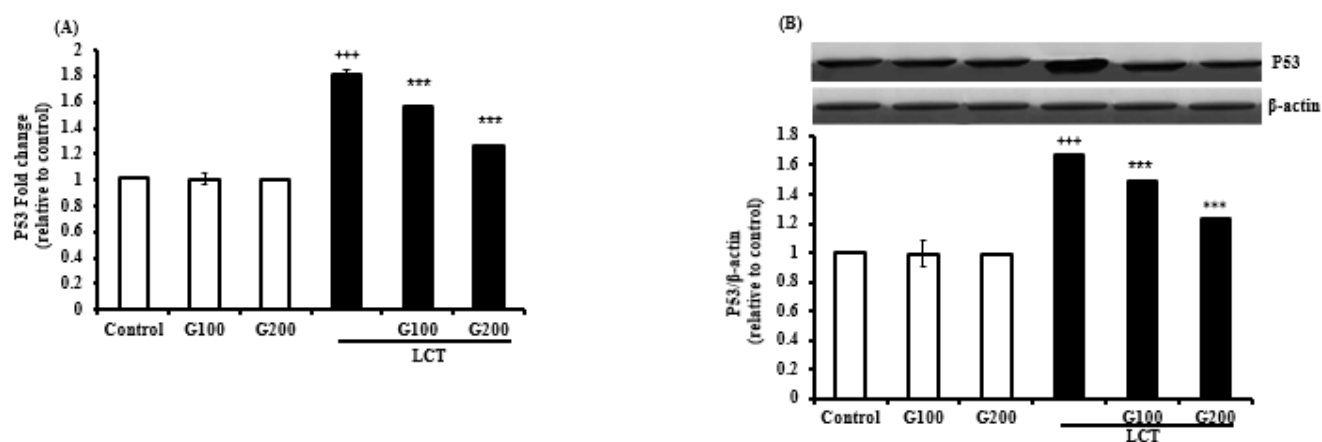 (A)
P53 Fold change
(relative to control)
2
1.8
1.6
1.4
1.2
1
0.8
0.6
0.4
0.2
0
+++
***
***
Control G100 G200 G100 G200
LCT
(B)
P53
β-actin
P53/β-actin
(relative to control)
1.8
1.6
1.4
1.2
1
0.8
0.6
0.4
0.2
0
+++
***
***
Control G100 G200 G100 G200
LCT